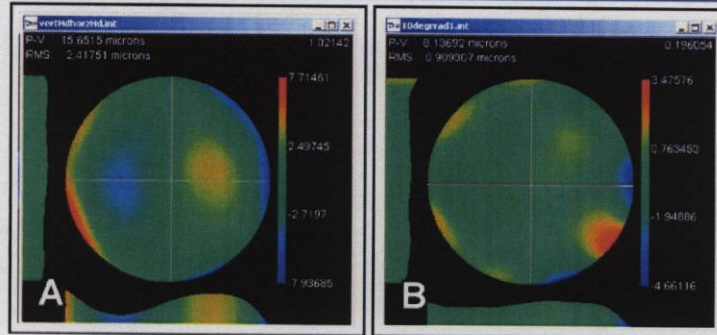 vertHdhorzHd.int
P-V: 15.6515 microns 1.02142
RMS: 2.41751 microns
7.71461
2.49745
-2.7197
-7.93685
A
10degrrad1.int
P-V: 8.13692 microns 0.196054
RMS: 0.909307 microns
3.47576
0.763453
-1.94886
-4.66116
B